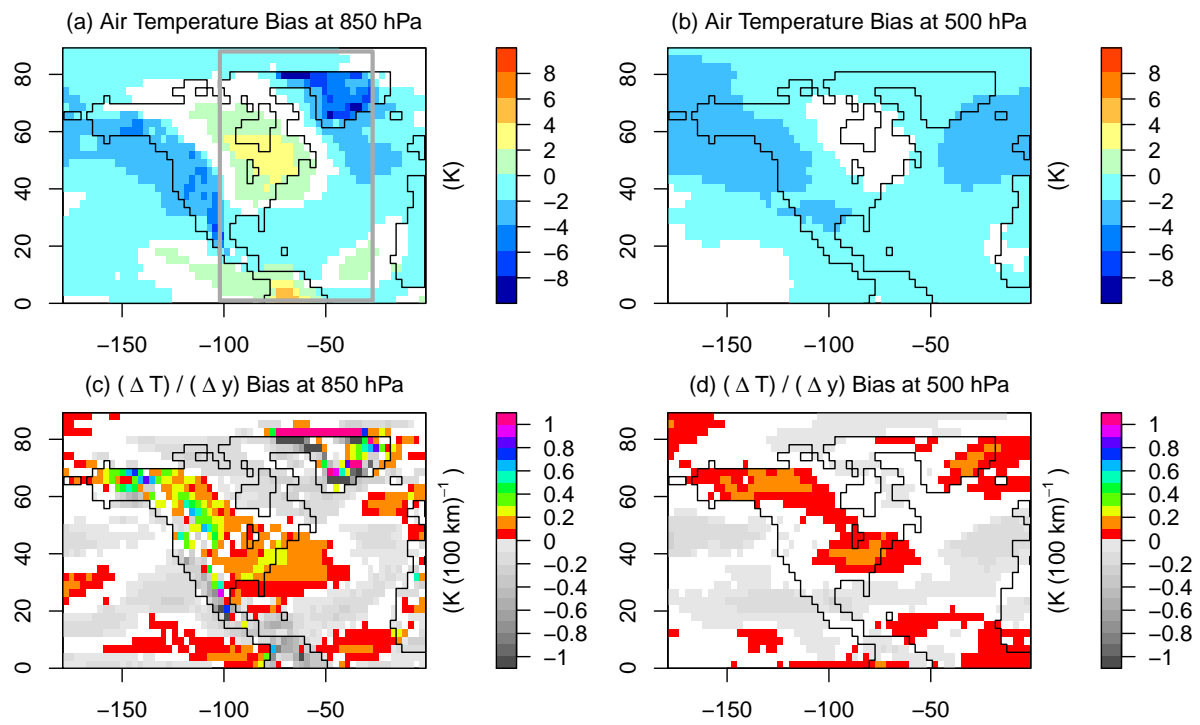 (a) Air Temperature Bias at 850 hPa
(b) Air Temperature Bias at 500 hPa
0 20 40 60 80
−150 −100 −50
8
6
4
2
0
−2
−4
−6
−8
(K)
0 20 40 60 80
−150 −100 −50
8
6
4
2
0
−2
−4
−6
−8
(K)
(c) ( Δ T) / ( Δ y) Bias at 850 hPa
(d) ( Δ T) / ( Δ y) Bias at 500 hPa
0 20 40 60 80
−150 −100 −50
1
0.8
0.6
0.4
0.2
0
−0.2
−0.4
−0.6
−0.8
−1
(K (100 km)⁻¹ )
0 20 40 60 80
−150 −100 −50
1
0.8
0.6
0.4
0.2
0
−0.2
−0.4
−0.6
−0.8
−1
(K (100 km)⁻¹